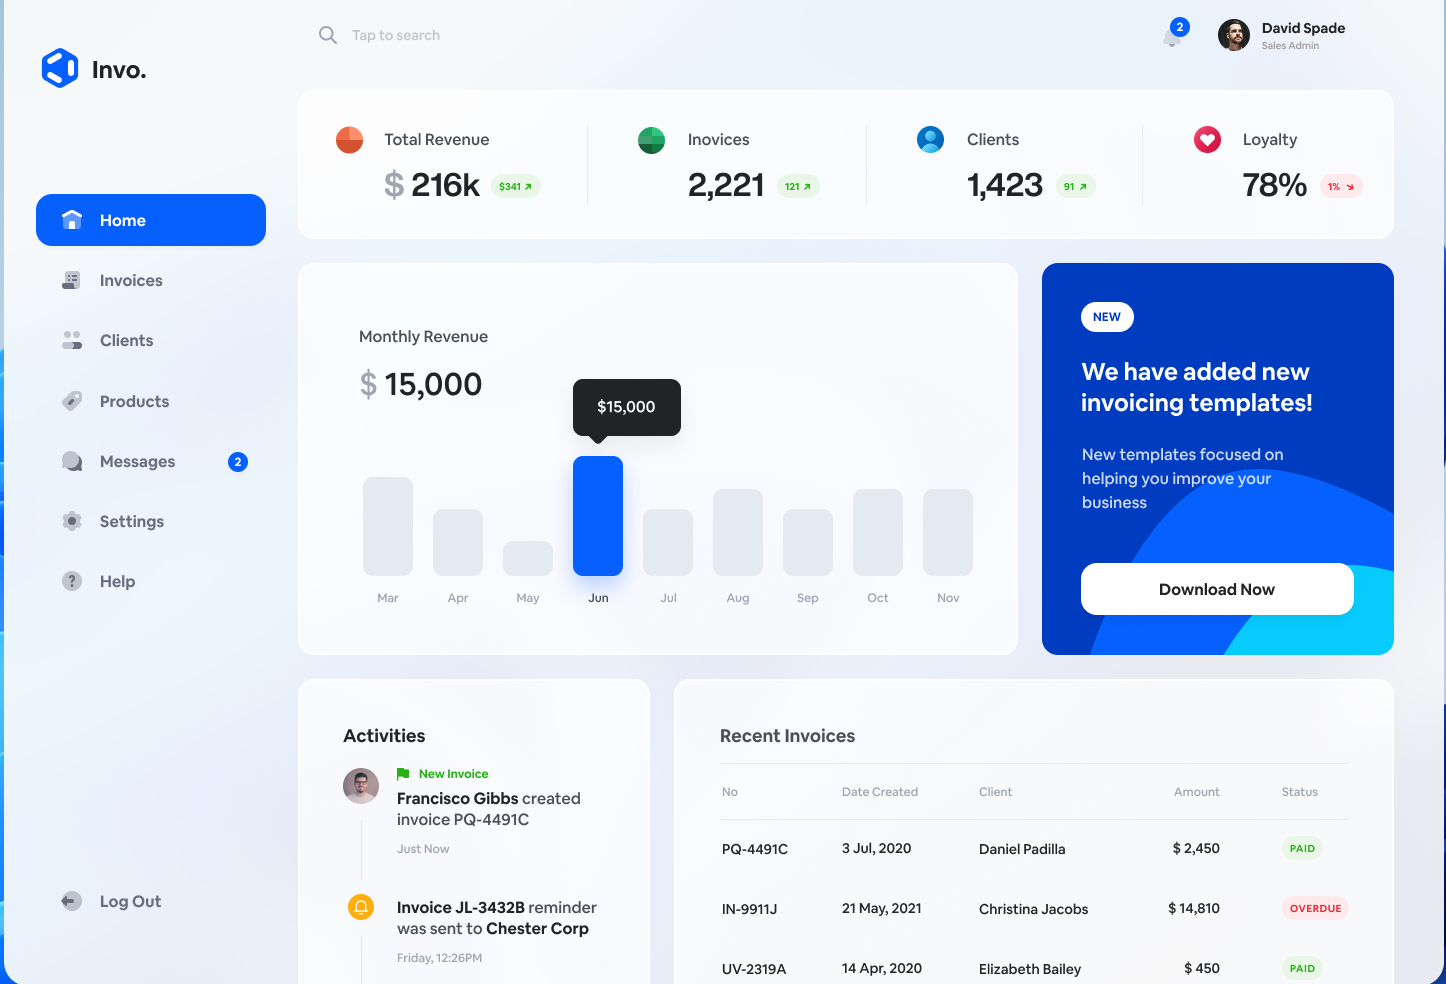 Tap to search
2
David Spade
Sales Admin
Invo.
Home
Invoices
Clients
Products
Messages
2
Settings
Help
Log Out
Total Revenue
$ 216k
$341
Inovices
2,221
121
Clients
1,423
91
Loyalty
78%
1%
Monthly Revenue
$ 15,000
$15,000
Mar Apr May Jun Jul Aug Sep Oct Nov
NEW
We have added new
invoicing templates!
New templates focused on
helping you improve your
business
Download Now
Activities
New Invoice
Francisco Gibbs created
invoice PQ-4491C
Just Now
Invoice JL-3432B reminder
was sent to Chester Corp
Friday, 12:26PM
Recent Invoices
No Date Created Client Amount Status
PQ-4491C 3 Jul, 2020 Daniel Padilla $ 2,450 PAID
IN-9911J 21 May, 2021 Christina Jacobs $ 14,810 OVERDUE
UV-2319A 14 Apr, 2020 Elizabeth Bailey $ 450 PAID